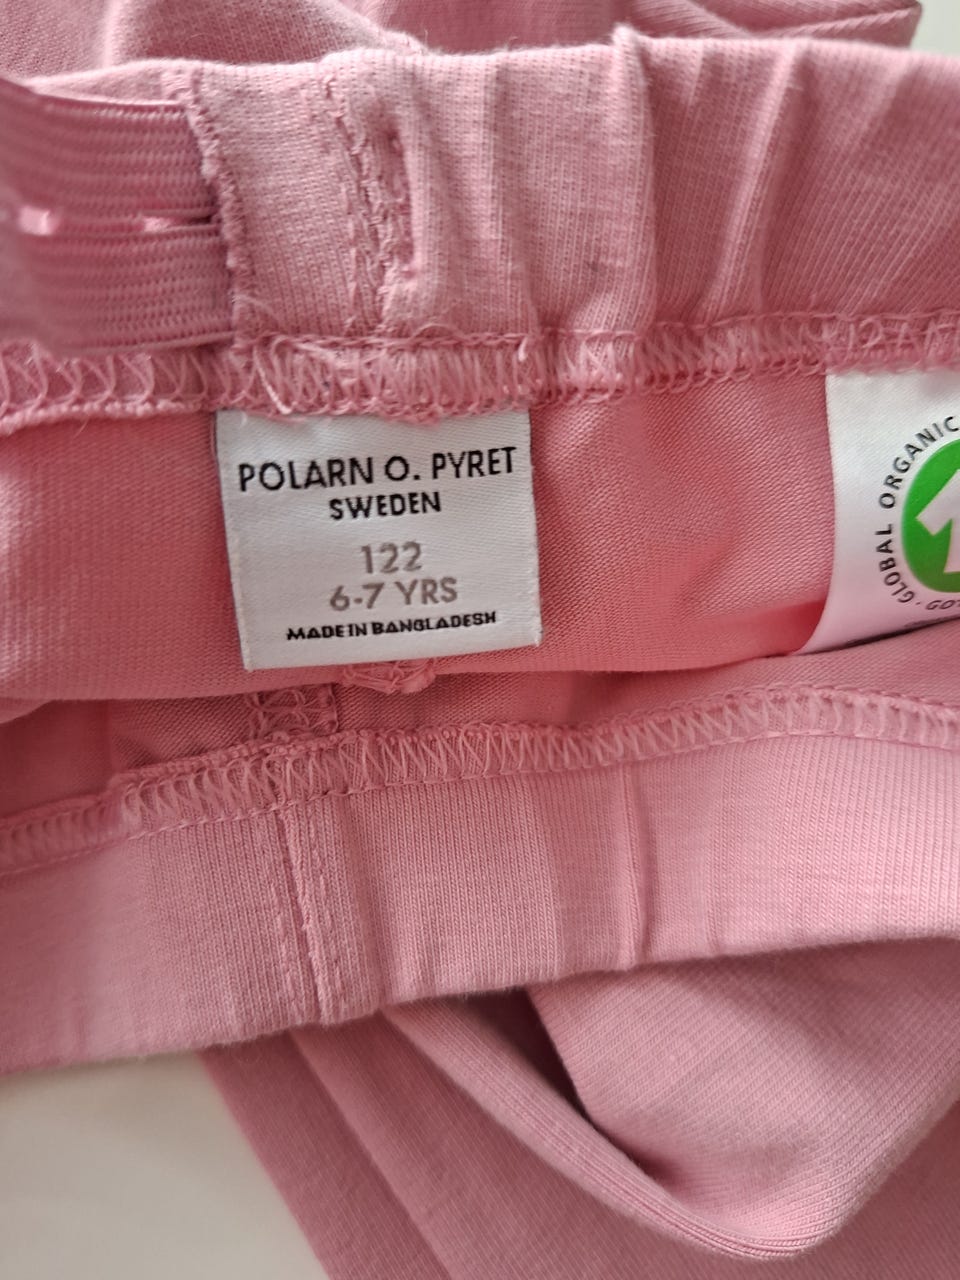 POLARN O. PYRET
SWEDEN
122
6-7 YRS
MADE IN BANGLADESH
GLOBAL ORGANIC